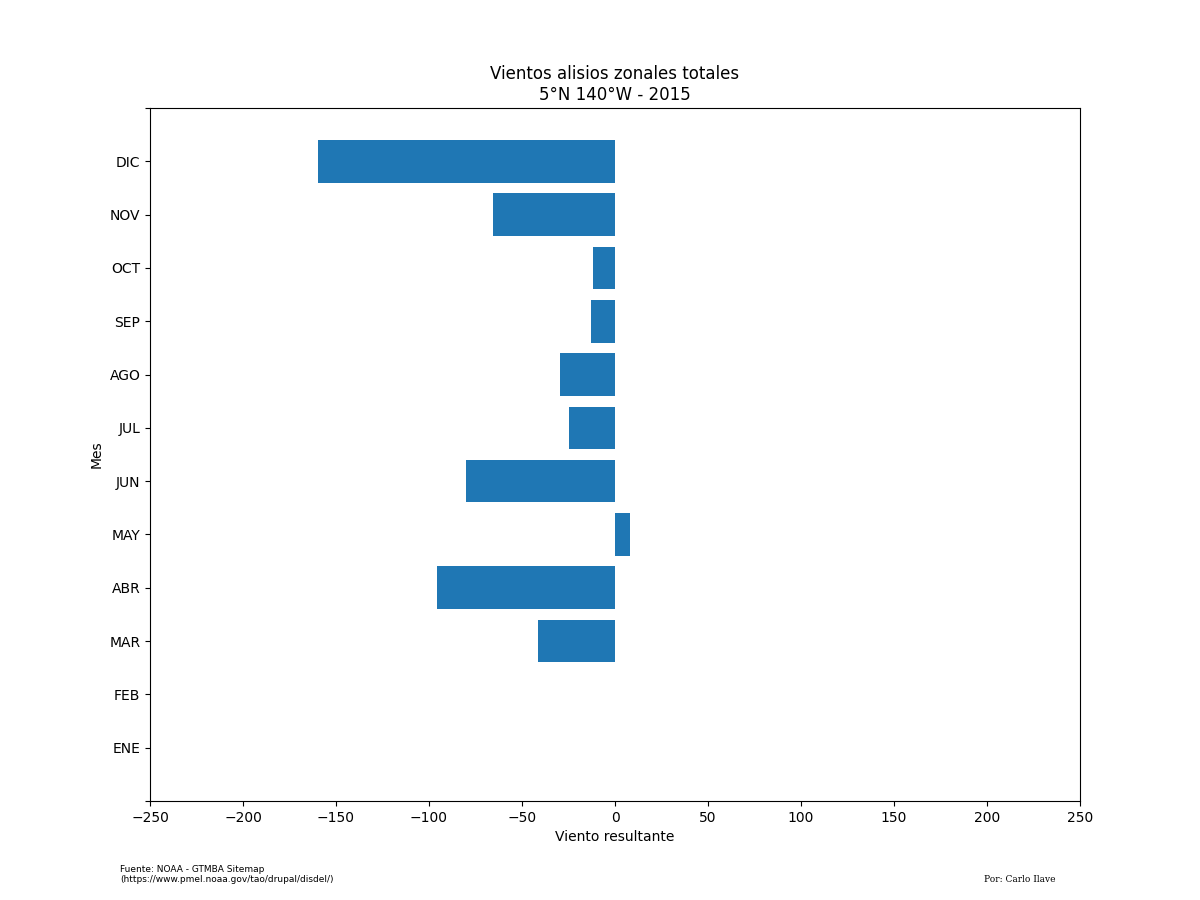 Vientos alisios zonales totales
5°N 140°W - 2015
DIC
NOV
OCT
SEP
AGO
JUL
JUN
MAY
ABR
MAR
FEB
ENE
Mes
−250 −200 −150 −100 −50 0 50 100 150 200 250
Viento resultante
Fuente: NOAA - GTMBA Sitemap
(https://www.pmel.noaa.gov/tao/drupal/disdel/)
Por: Carlo Ilave